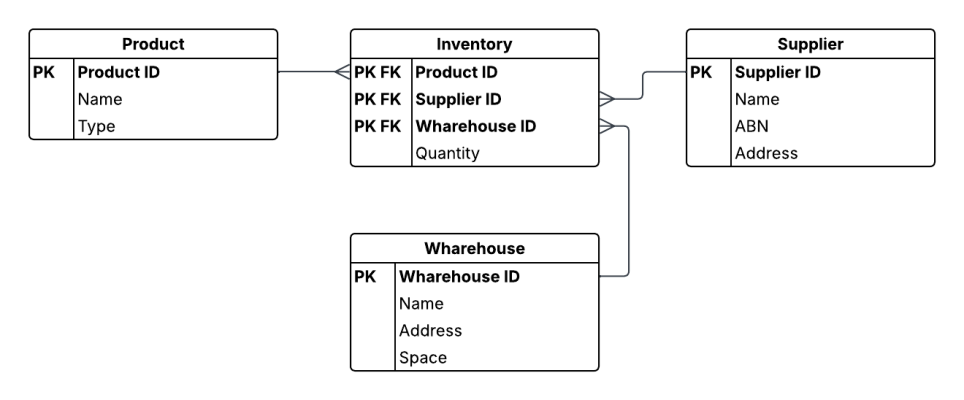 Product
PK Product ID
Name
Type
Inventory
PK FK Product ID
PK FK Supplier ID
PK FK Wharehouse ID
Quantity
Supplier
PK Supplier ID
Name
ABN
Address
Wharehouse
PK Wharehouse ID
Name
Address
Space